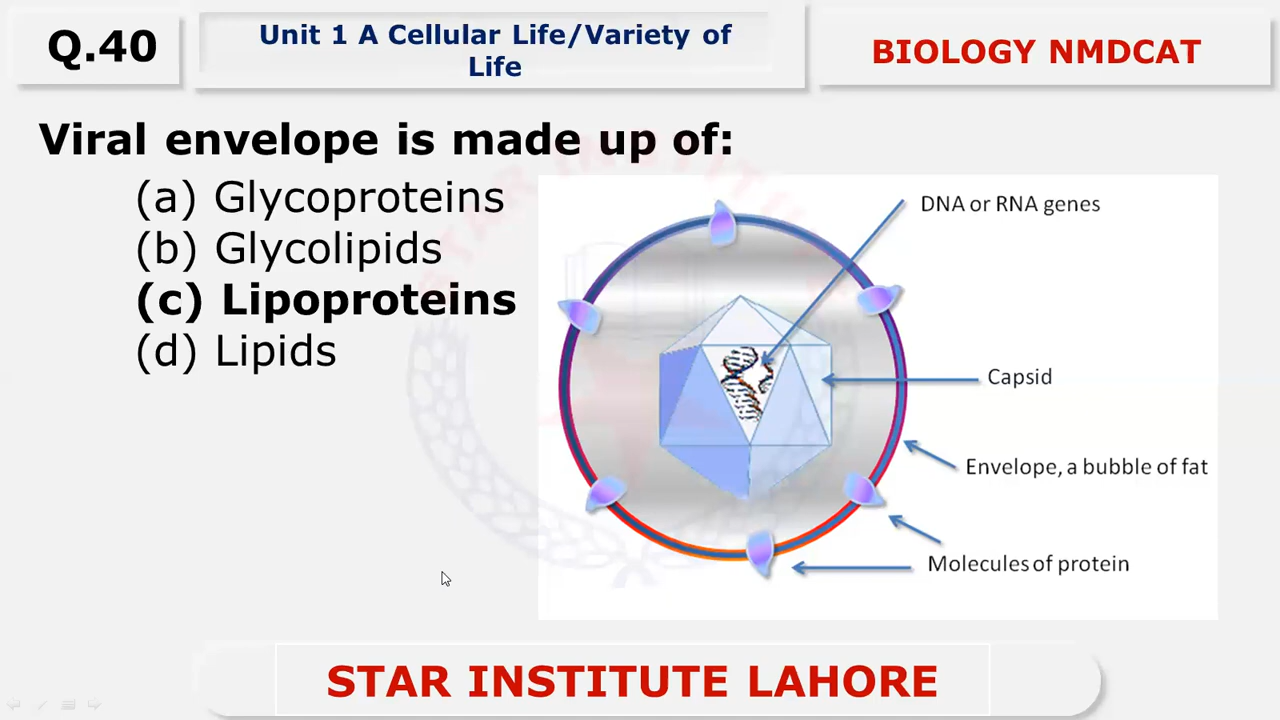 Q.40
Unit 1 A Cellular Life/Variety of
Life
BIOLOGY NMDCAT
Viral envelope is made up of:
(a) Glycoproteins
(b) Glycolipids
(c) Lipoproteins
(d) Lipids
DNA or RNA genes
Capsid
Envelope, a bubble of fat
Molecules of protein
STAR INSTITUTE LAHORE